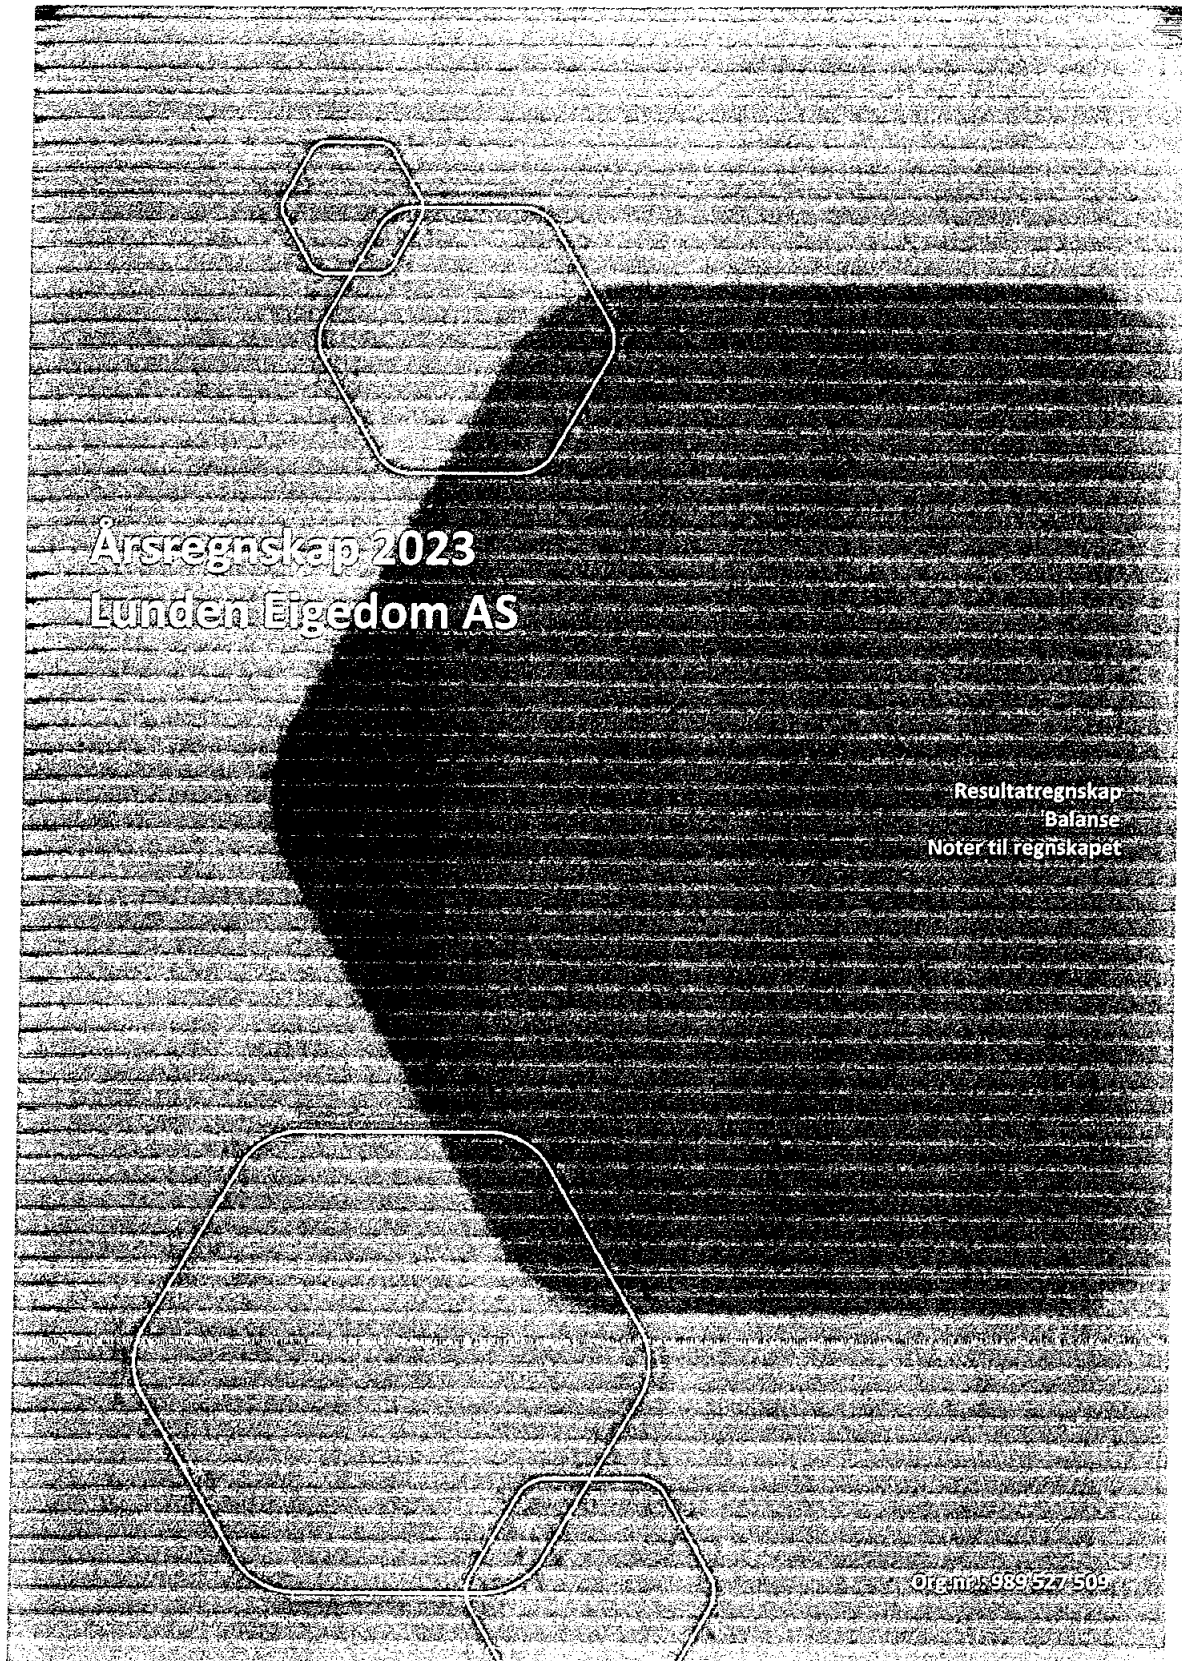 Årsregnskap 2023
Lunden Eigedom AS
Resultatregnskap
Balanse
Noter til regnskapet
Org.nr.: 989 527 509